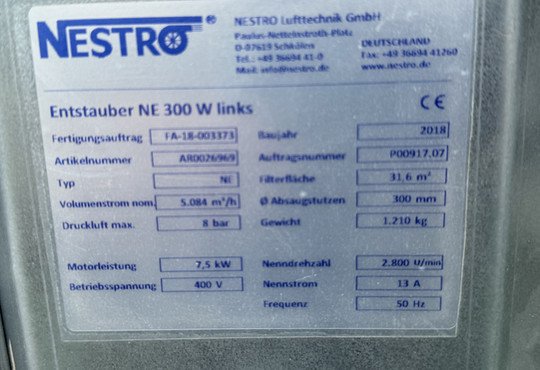 NESTRO®
NESTRO Lufttechnik GmbH
Paulus-Nettelnstroth-Platz
D-07619 Schkölen DEUTSCHLAND
Tel.: +49 36694 41-0 Fax: +49 36694 41260
Mail: info@nestro.de www.nestro.de
Entstauber NE 300 W links CE
Fertigungsauftrag FA-18-003373 Baujahr 2018
Artikelnummer AR0026969 Auftragsnummer P00917.07
Typ NE Filterfläche 31,6 m²
Volumenstrom nom. 5.084 m³/h Ø Absaugstutzen 300 mm
Druckluft max. 8 bar Gewicht 1.210 kg
Motorleistung 7,5 kW Nenndrehzahl 2.800 U/min
Betriebsspannung 400 V Nennstrom 13 A
Frequenz 50 Hz